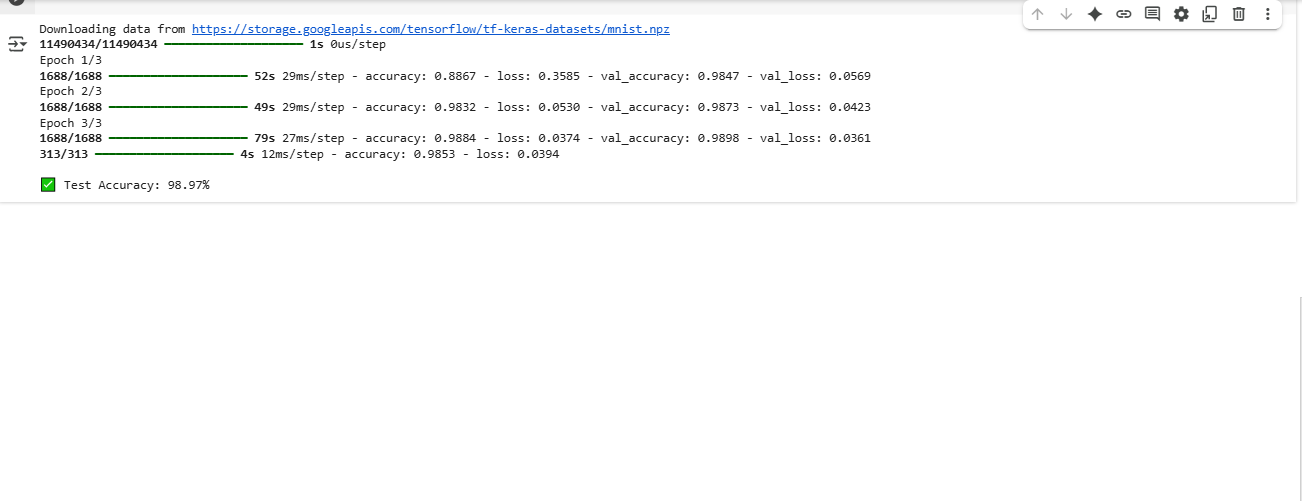 Downloading data from https://storage.googleapis.com/tensorflow/tf-keras-datasets/mnist.npz
11490434/11490434 ━━━━━━━━━━━━━━━━━━━━ 1s 0us/step
Epoch 1/3
1688/1688 ━━━━━━━━━━━━━━━━━━━━ 52s 29ms/step - accuracy: 0.8867 - loss: 0.3585 - val_accuracy: 0.9847 - val_loss: 0.0569
Epoch 2/3
1688/1688 ━━━━━━━━━━━━━━━━━━━━ 49s 29ms/step - accuracy: 0.9832 - loss: 0.0530 - val_accuracy: 0.9873 - val_loss: 0.0423
Epoch 3/3
1688/1688 ━━━━━━━━━━━━━━━━━━━━ 79s 27ms/step - accuracy: 0.9884 - loss: 0.0374 - val_accuracy: 0.9898 - val_loss: 0.0361
313/313 ━━━━━━━━━━━━━━━━━━━━ 4s 12ms/step - accuracy: 0.9853 - loss: 0.0394
✅ Test Accuracy: 98.97%